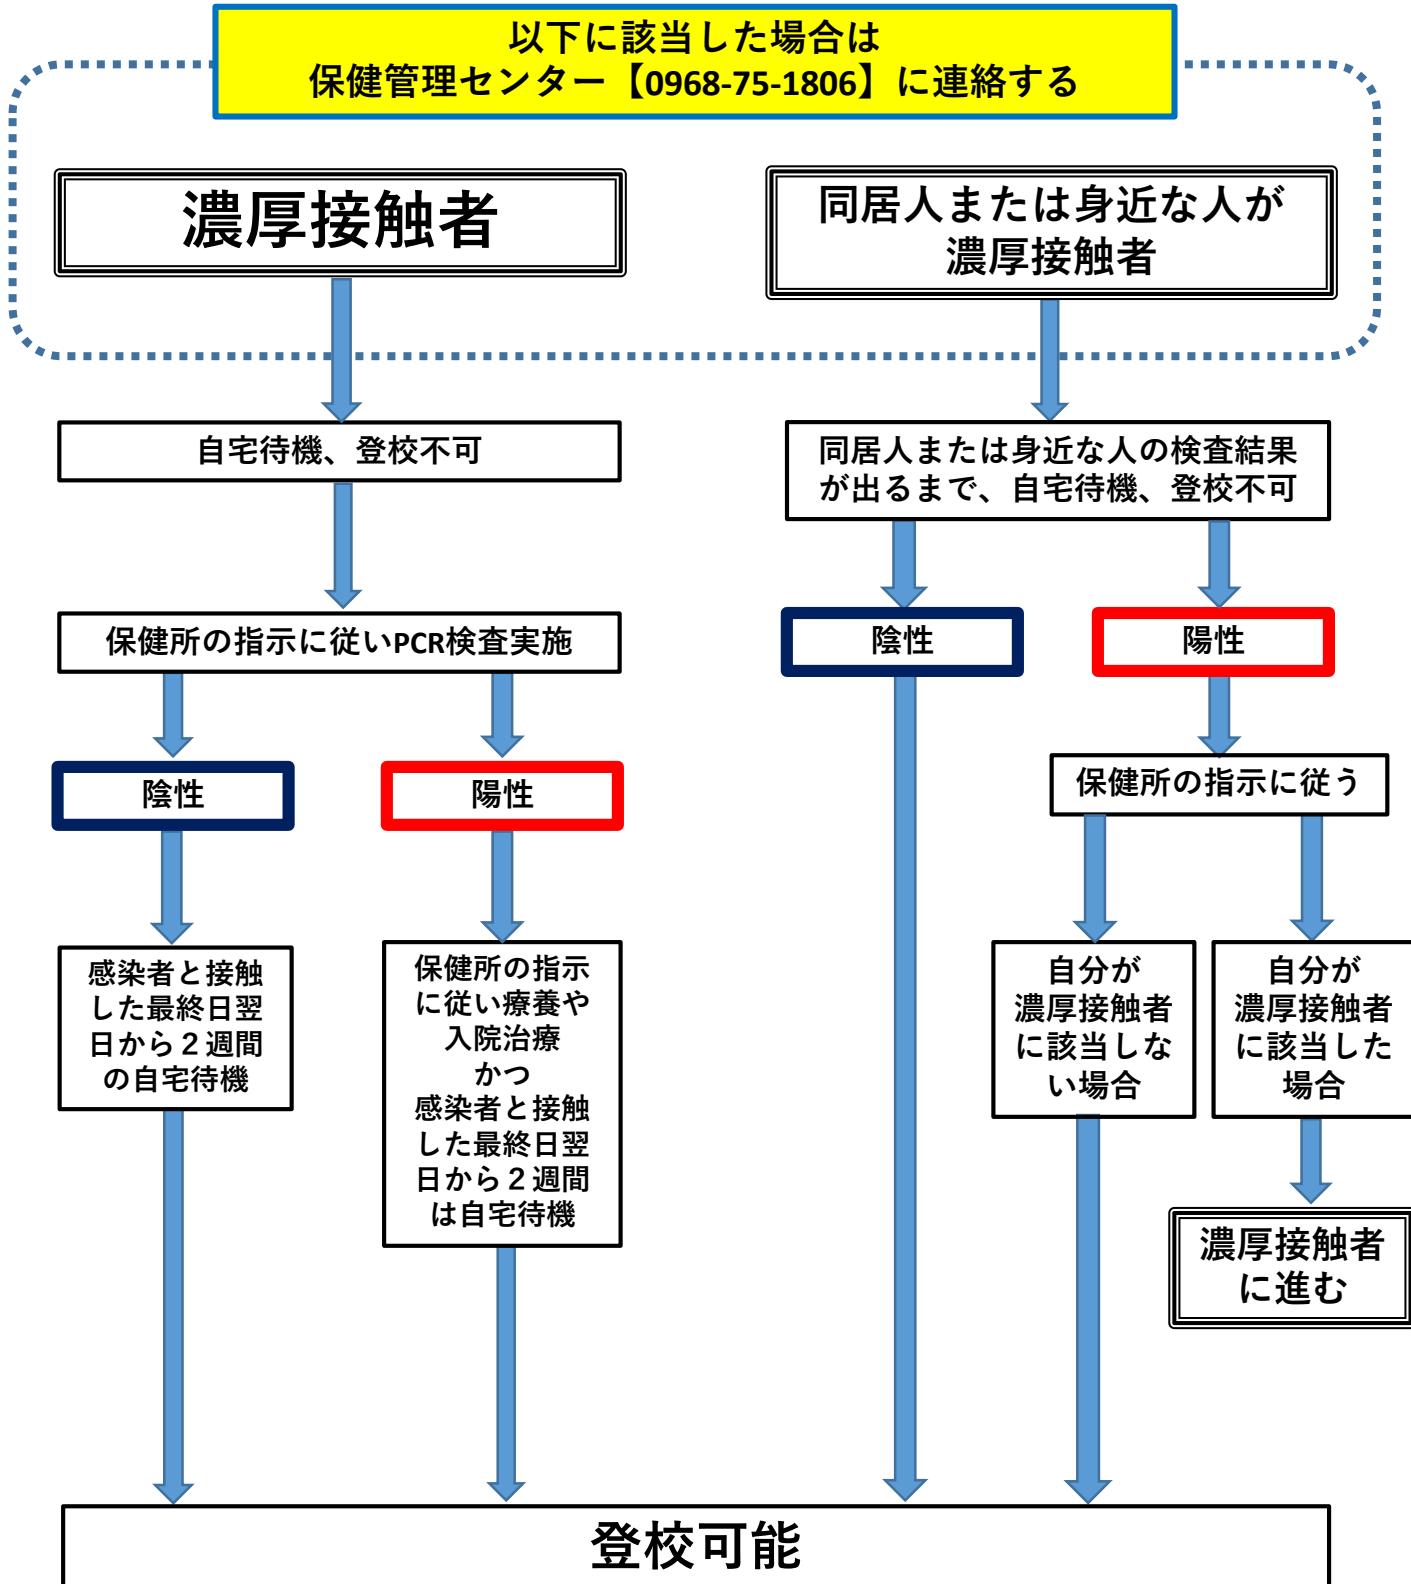 以下に該当した場合は
保健管理センター【0968-75-1806】に連絡する
濃厚接触者
同居人または身近な人が
濃厚接触者
自宅待機、登校不可
同居人または身近な人の検査結果
が出るまで、自宅待機、登校不可
保健所の指示に従いPCR検査実施
陰性
陽性
陰性
陽性
保健所の指示に従う
感染者と接触
した最終日翌
日から２週間
の自宅待機
保健所の指示
に従い療養や
入院治療
かつ
感染者と接触
した最終日翌
日から２週間
は自宅待機
自分が
濃厚接触者
に該当しな
い場合
自分が
濃厚接触者
に該当した
場合
濃厚接触者
に進む
登校可能